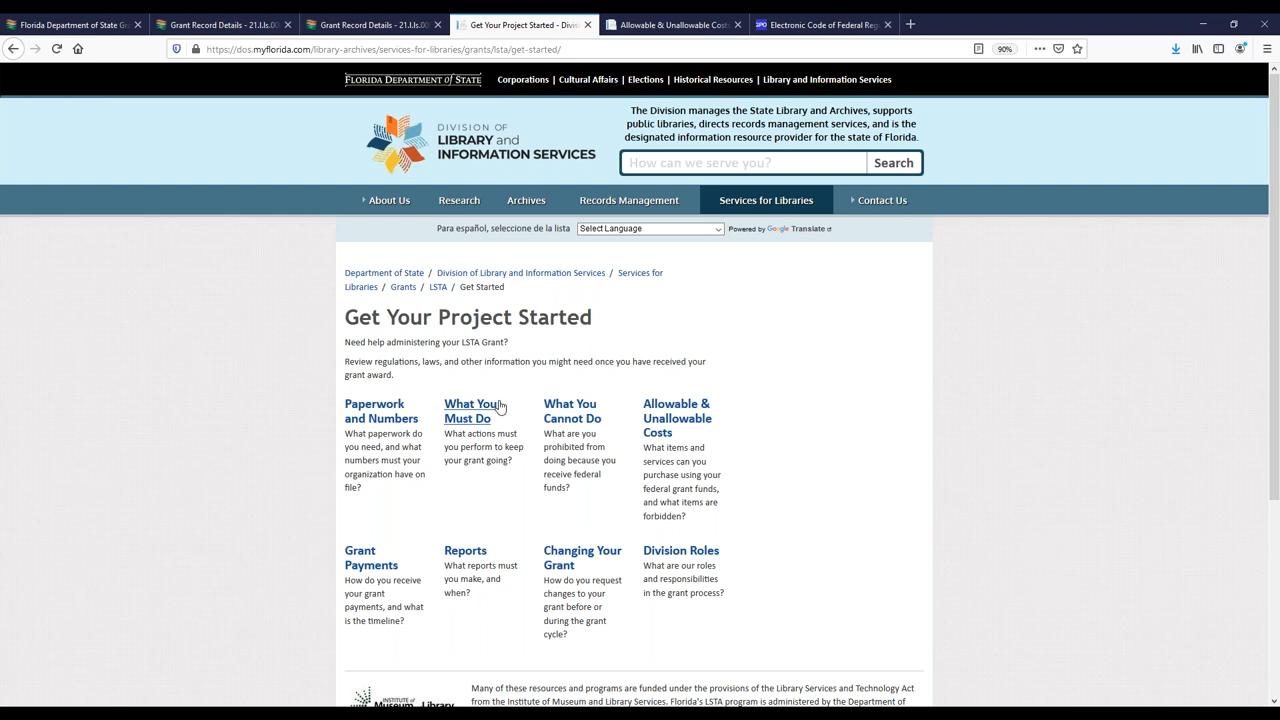 Florida Department of State Gr
Grant Record Details - 21.l.ls.00
Grant Record Details - 21.l.ls.00
Get Your Project Started - Divisi
Allowable & Unallowable Costs
Electronic Code of Federal Reg
https://dos.myflorida.com/library-archives/services-for-libraries/grants/lsta/get-started/
90%
FLORIDA DEPARTMENT of STATE
Corporations | Cultural Affairs | Elections | Historical Resources | Library and Information Services
DIVISION OF
LIBRARY and
INFORMATION SERVICES
The Division manages the State Library and Archives, supports
public libraries, directs records management services, and is the
designated information resource provider for the state of Florida.
How can we serve you?
Search
About Us
Research
Archives
Records Management
Services for Libraries
Contact Us
Para español, seleccione de la lista
Select Language
Powered by Google Translate
Department of State / Division of Library and Information Services / Services for
Libraries / Grants / LSTA / Get Started
Get Your Project Started
Need help administering your LSTA Grant?
Review regulations, laws, and other information you might need once you have received your
grant award.
Paperwork
and Numbers
What paperwork do
you need, and what
numbers must your
organization have on
file?
What You
Must Do
What actions must
you perform to keep
your grant going?
What You
Cannot Do
What are you
prohibited from
doing because you
receive federal
funds?
Allowable &
Unallowable
Costs
What items and
services can you
purchase using your
federal grant funds,
and what items are
forbidden?
Grant
Payments
How do you receive
your grant
payments, and what
is the timeline?
Reports
What reports must
you make, and
when?
Changing Your
Grant
How do you request
changes to your
grant before or
during the grant
cycle?
Division Roles
What are our roles
and responsibilities
in the grant process?
INSTITUTE of
Museum and Library
Many of these resources and programs are funded under the provisions of the Library Services and Technology Act
from the Institute of Museum and Library Services. Florida's LSTA program is administered by the Department of